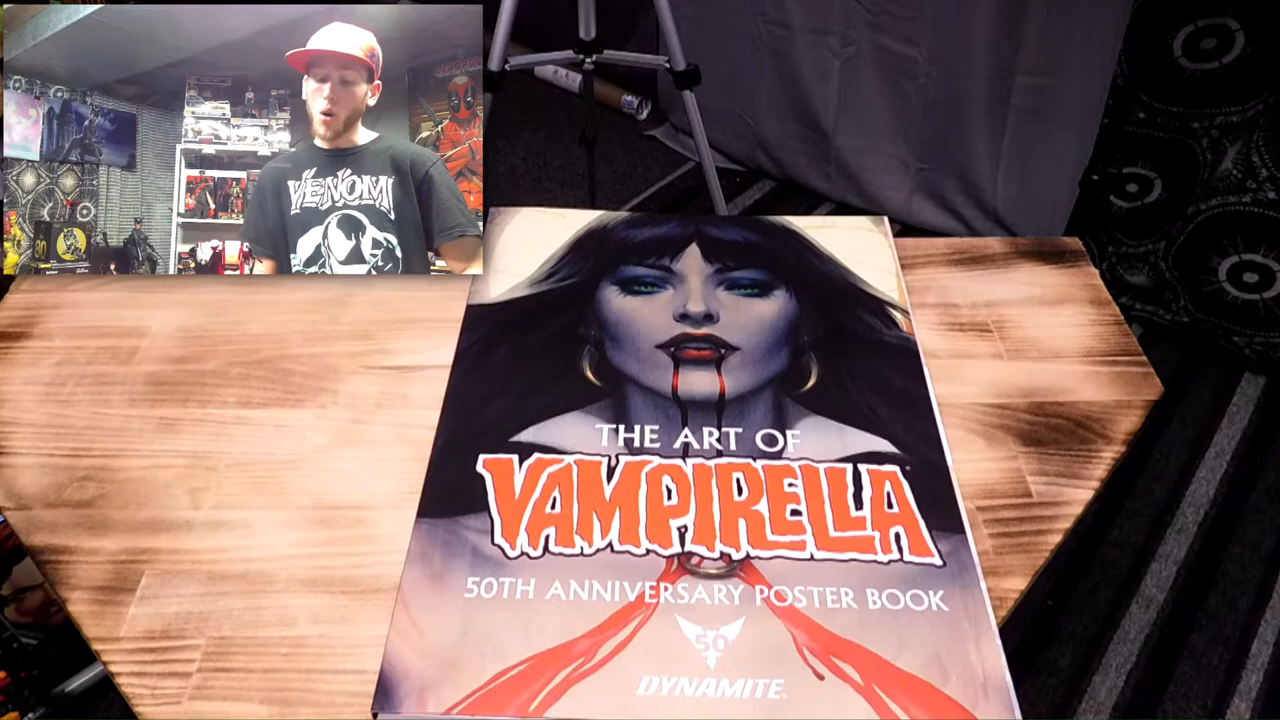 VENOM
THE ART OF
VAMPIRELLA
50TH ANNIVERSARY POSTER BOOK
50
DYNAMITE